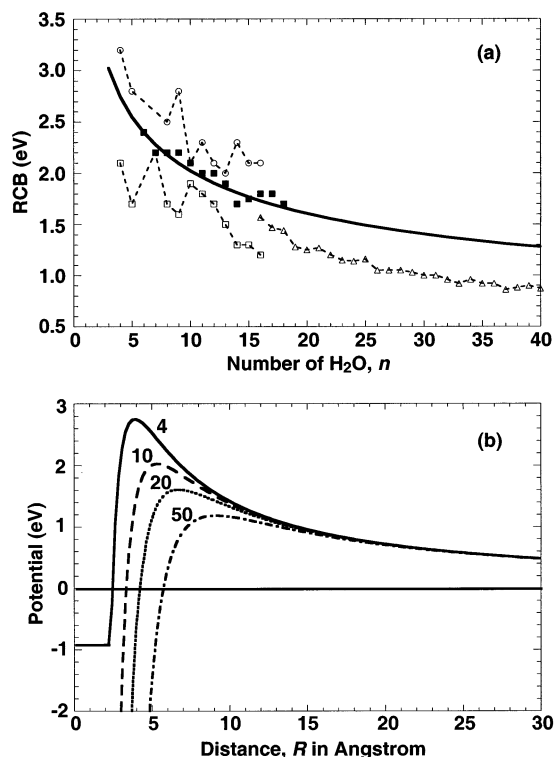 (a)
3.5
3.0
2.5
2.0
1.5
1.0
0.5
RCB (eV)
0 5 10 15 20 25 30 35 40
Number of H₂O, n
(b)
3
2
1
0
-1
-2
Potential (eV)
4
10
20
50
0 5 10 15 20 25 30
Distance, R in Angstrom